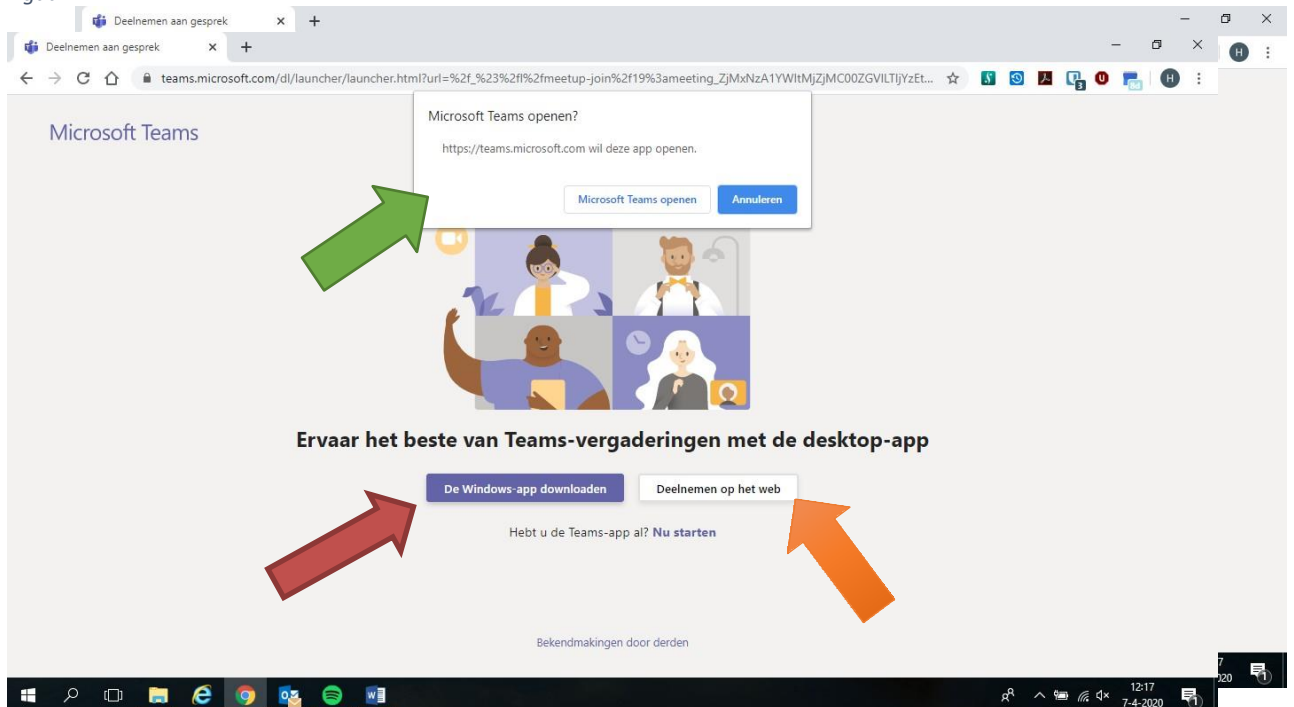 Deelnemen aan gesprek
Deelnemen aan gesprek
teams.microsoft.com/dl/launcher/launcher.html?url=%2f_%23%2fl%2fmeetup-join%2f19%3ameeting_ZjMxNzA1YWItMjZjMC00ZGVILTljYzEt...
Microsoft Teams
Microsoft Teams openen?
https://teams.microsoft.com wil deze app openen.
Microsoft Teams openen Annuleren
Ervaar het beste van Teams-vergaderingen met de desktop-app
De Windows-app downloaden Deelnemen op het web
Hebt u de Teams-app al? Nu starten
Bekendmakingen door derden
12:17
7-4-2020